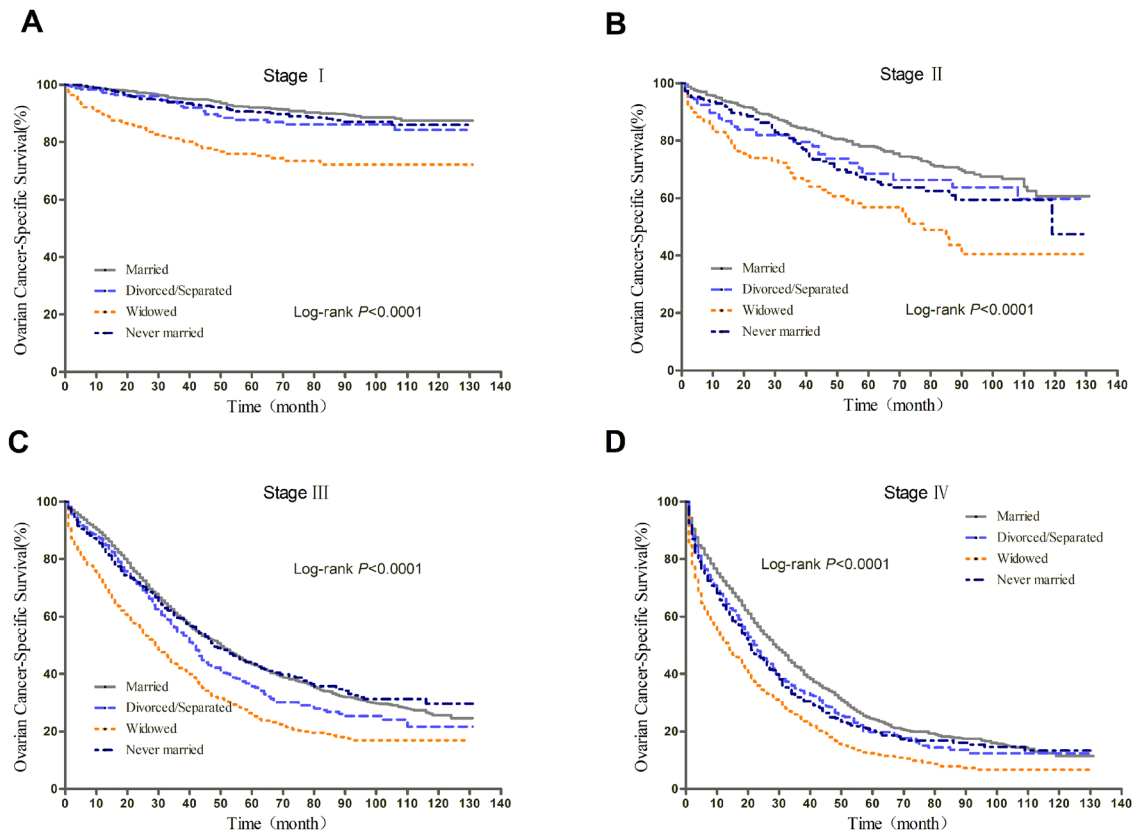 A
Stage Ⅰ
Ovarian Cancer-Specific Survival(%)
100
80
60
40
20
0
Married
Divorced/Separated
Widowed
Never married
Log-rank P<0.0001
0 10 20 30 40 50 60 70 80 90 100 110 120 130 140
Time (month)
B
Stage Ⅱ
Ovarian Cancer-Specific Survival(%)
100
80
60
40
20
0
Married
Divorced/Separated
Widowed
Never married
Log-rank P<0.0001
0 10 20 30 40 50 60 70 80 90 100 110 120 130 140
Time (month)
C
Stage Ⅲ
Ovarian Cancer-Specific Survival(%)
100
80
60
40
20
0
Log-rank P<0.0001
Married
Divorced/Separated
Widowed
Never married
0 10 20 30 40 50 60 70 80 90 100 110 120 130 140
Time (month)
D
Stage Ⅳ
Ovarian Cancer-Specific Survival(%)
100
80
60
40
20
0
Married
Divorced/Separated
Widowed
Never married
Log-rank P<0.0001
0 10 20 30 40 50 60 70 80 90 100 110 120 130 140
Time (month)